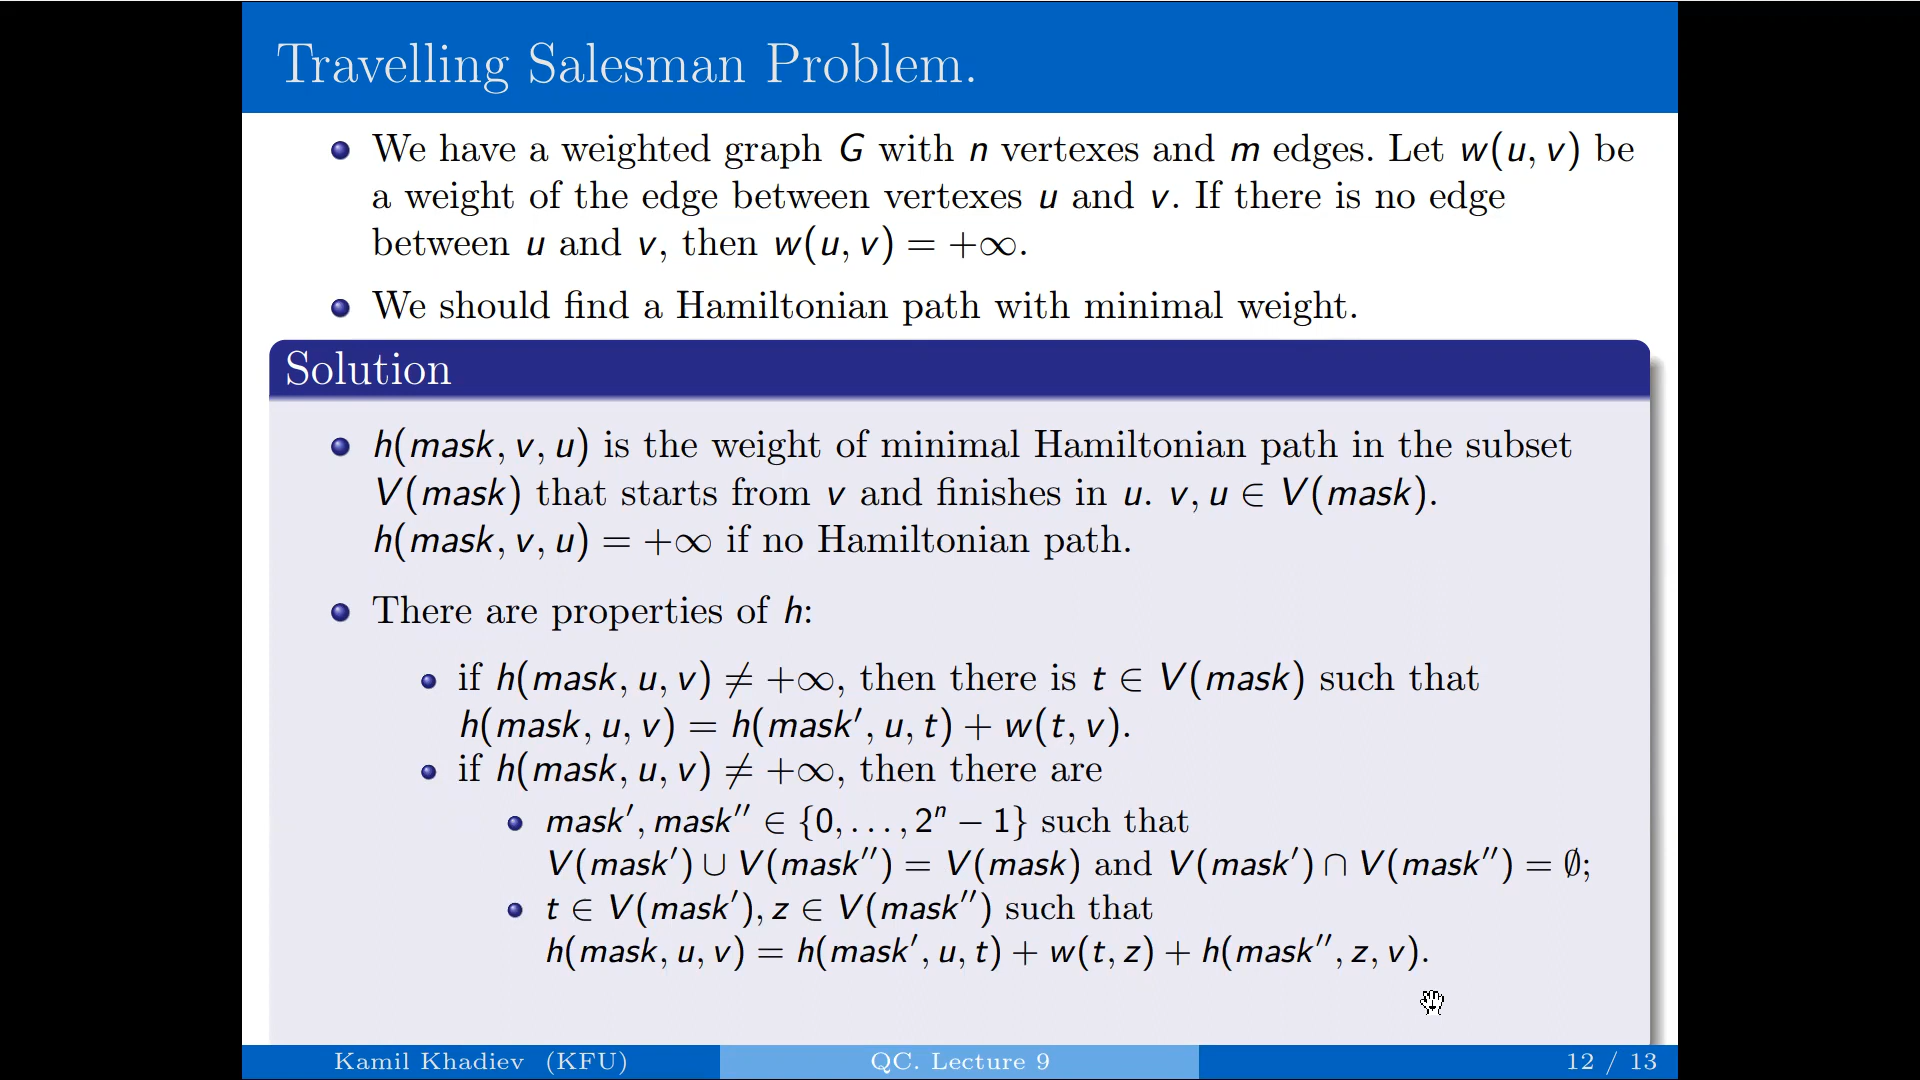 Travelling Salesman Problem.
We have a weighted graph G with n vertexes and m edges. Let w(u, v) be
a weight of the edge between vertexes u and v. If there is no edge
between u and v, then w(u, v) = +∞.
We should find a Hamiltonian path with minimal weight.
Solution
h(mask, v, u) is the weight of minimal Hamiltonian path in the subset
V(mask) that starts from v and finishes in u. v, u ∈ V(mask).
h(mask, v, u) = +∞ if no Hamiltonian path.
There are properties of h:
if h(mask, u, v) ≠ +∞, then there is t ∈ V(mask) such that
h(mask, u, v) = h(mask′, u, t) + w(t, v).
if h(mask, u, v) ≠ +∞, then there are
mask′, mask″ ∈ {0, . . . , 2ⁿ − 1} such that
V(mask′) ∪ V(mask″) = V(mask) and V(mask′) ∩ V(mask″) = ∅;
t ∈ V(mask′), z ∈ V(mask″) such that
h(mask, u, v) = h(mask′, u, t) + w(t, z) + h(mask″, z, v).
Kamil Khadiev (KFU) QC. Lecture 9 12 / 13